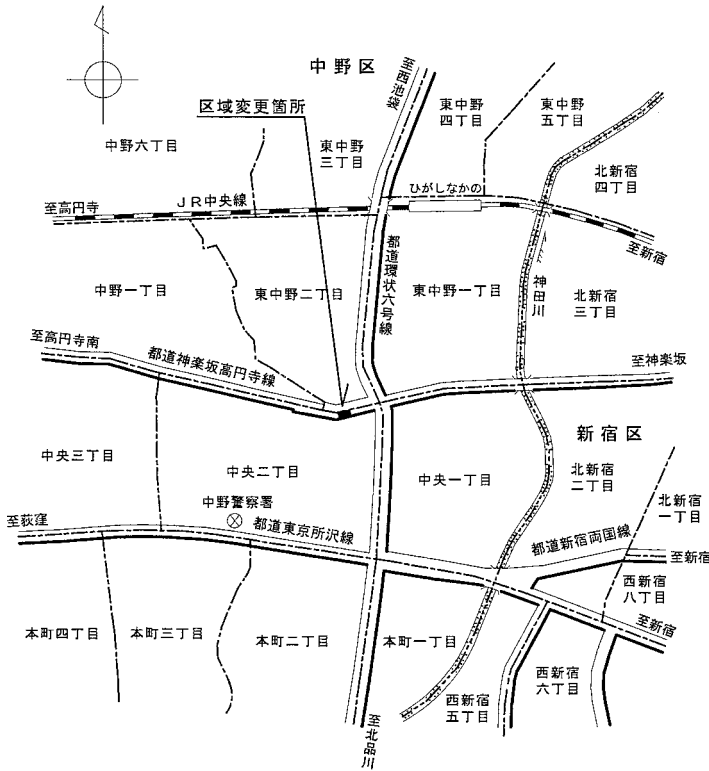 中野区
至西池袋
東中野
四丁目
東中野
五丁目
区域変更箇所
中野六丁目
東中野
三丁目
北新宿
四丁目
ひがしなかの
JR中央線
至高円寺
至新宿
都道環状六号線
神田川
中野一丁目
東中野二丁目
東中野一丁目
北新宿
三丁目
至高円寺南
都道神楽坂高円寺線
至神楽坂
新宿区
中央三丁目
中央二丁目
中央一丁目
北新宿
二丁目
北新宿
一丁目
中野警察署
至荻窪
都道東京所沢線
都道新宿両国線
至新宿
西新宿
八丁目
至新宿
本町四丁目
本町三丁目
本町二丁目
本町一丁目
西新宿
六丁目
西新宿
五丁目
至北品川